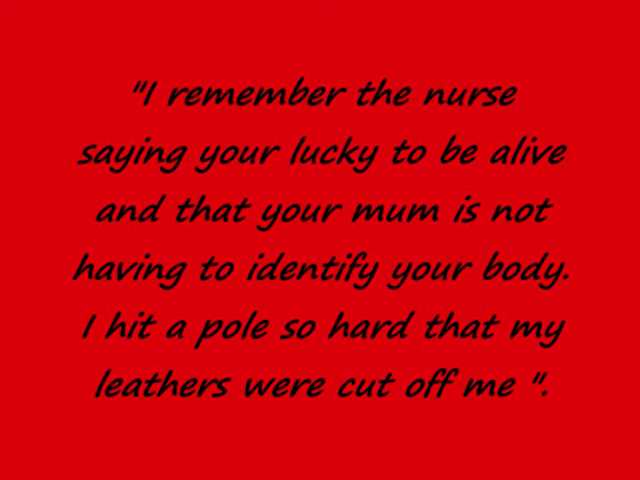 "I remember the nurse
saying your lucky to be alive
and that your mum is not
having to identify your body.
I hit a pole so hard that my
leathers were cut off me ".